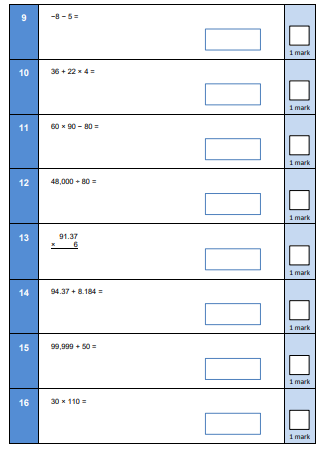 9 −8 − 5 =
1 mark
10 36 + 22 × 4 =
1 mark
11 60 × 90 − 80 =
1 mark
12 48,000 ÷ 80 =
1 mark
13 91.37
× 6
1 mark
14 94.37 + 8.184 =
1 mark
15 99,999 + 50 =
1 mark
16 30 × 110 =
1 mark